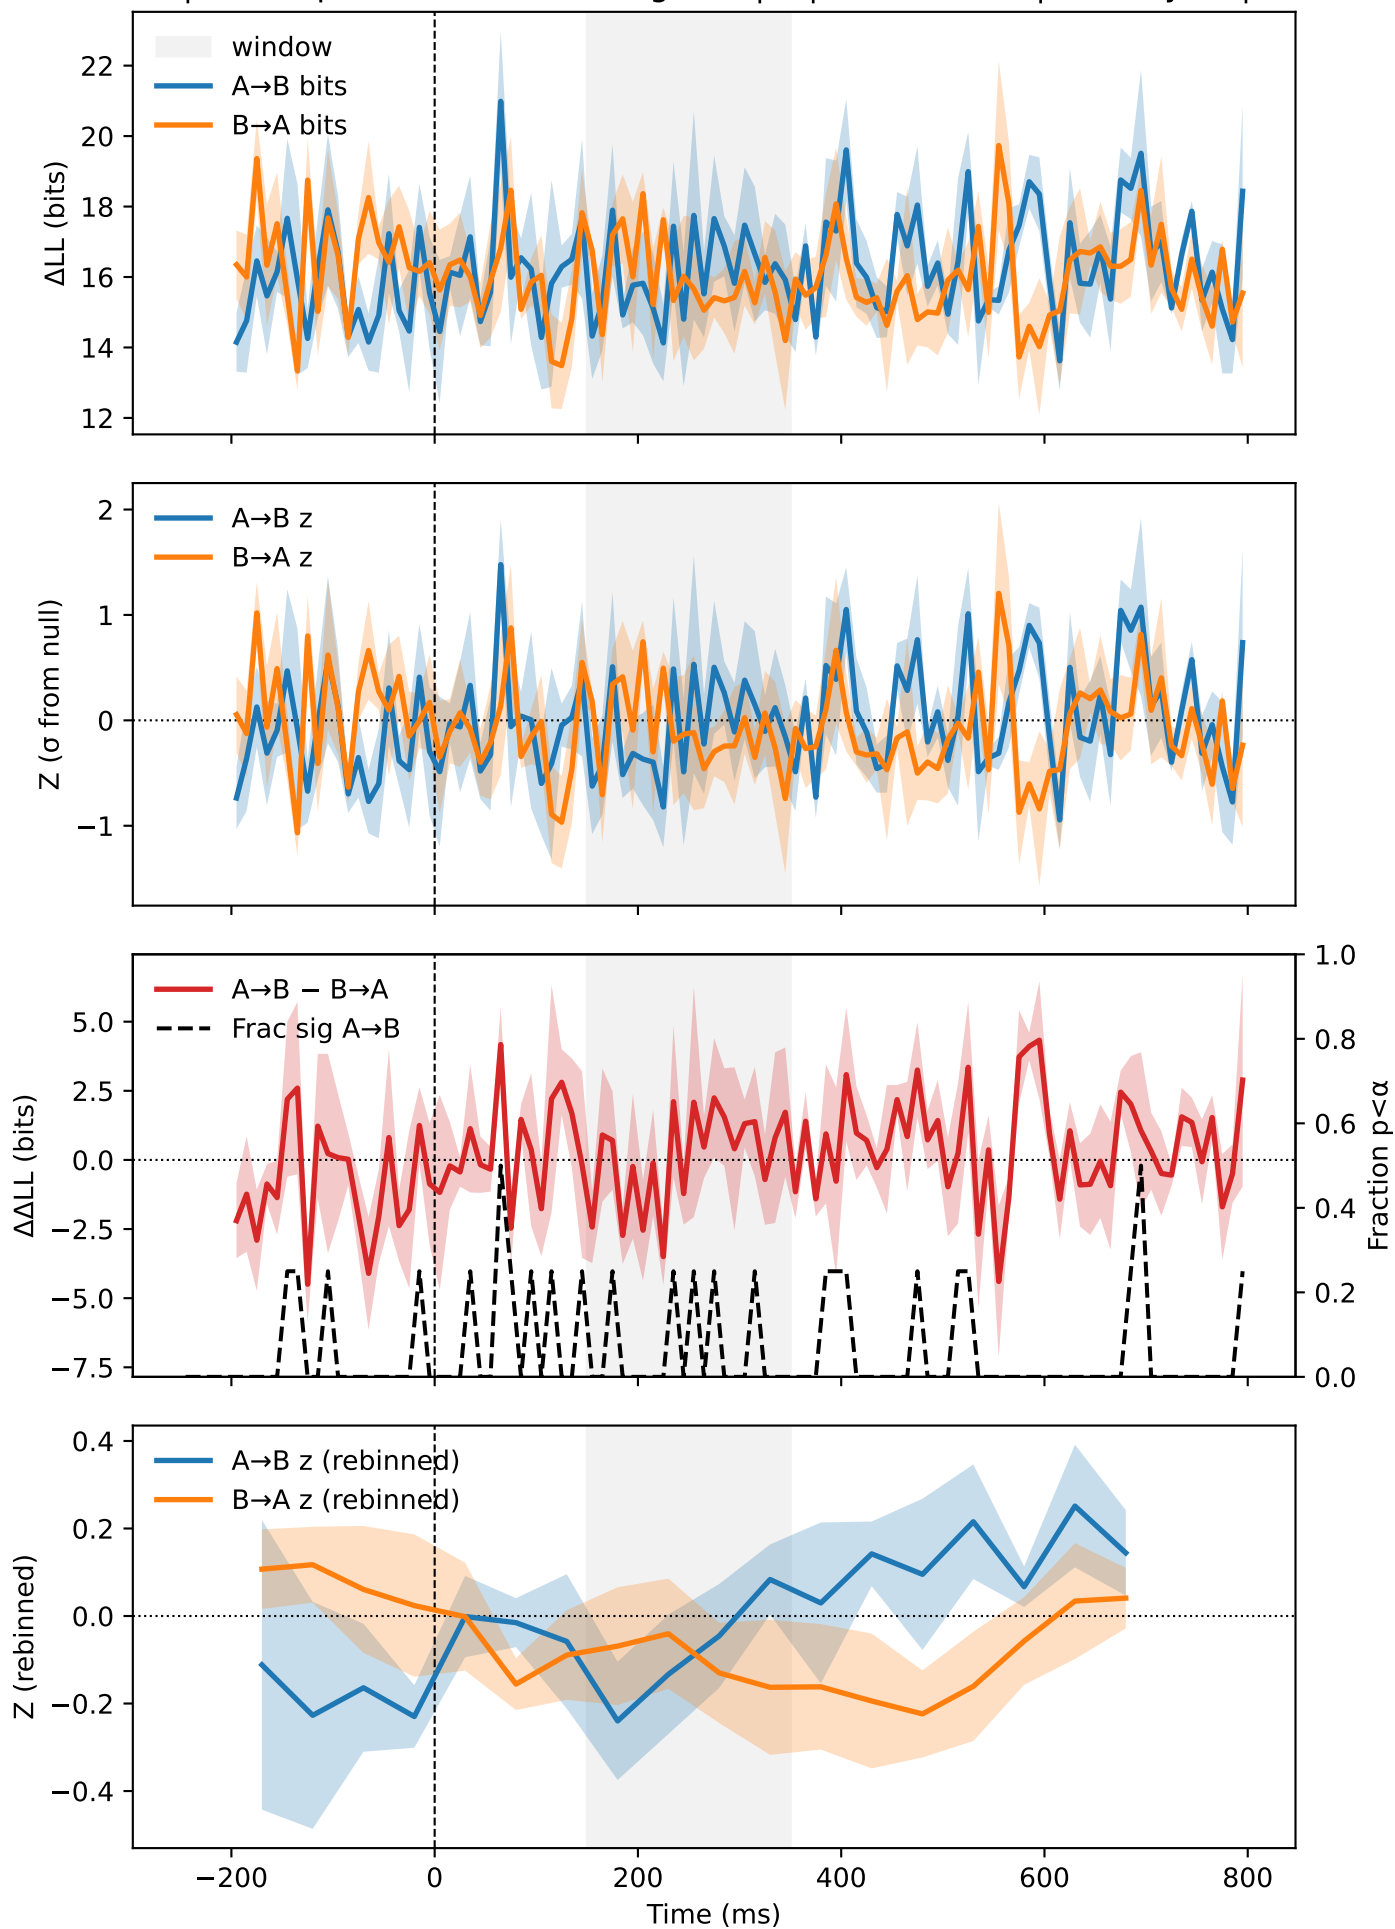 22
20
18
16
14
12
ΔLL (bits)
window
A→B bits
B→A bits
2
1
0
−1
Z (σ from null)
A→B z
B→A z
5.0
2.5
0.0
−2.5
−5.0
−7.5
ΔΔLL (bits)
A→B − B→A
Frac sig A→B
1.0
0.8
0.6
0.4
0.2
0.0
Fraction p<α
0.4
0.2
0.0
−0.2
−0.4
Z (rebinned)
A→B z (rebinned)
B→A z (rebinned)
−200 0 200 400 600 800
Time (ms)